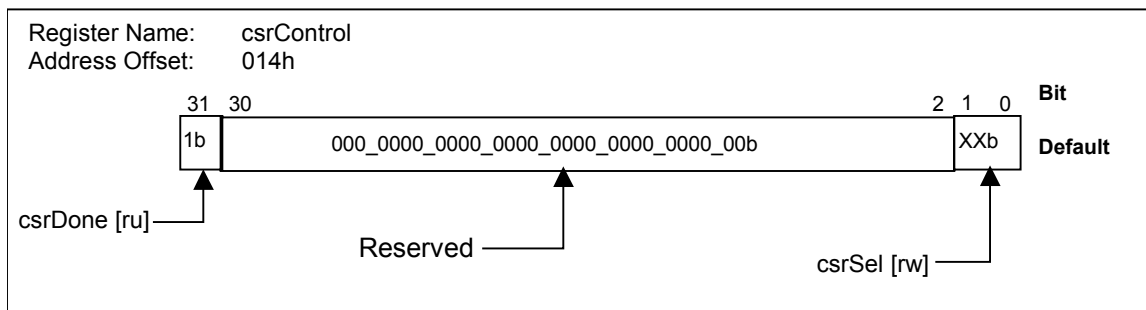 Register Name: csrControl
Address Offset: 014h
31 30 2 1 0 Bit
1b 000_0000_0000_0000_0000_0000_0000_00b XXb Default
csrDone [ru]
Reserved
csrSel [rw]